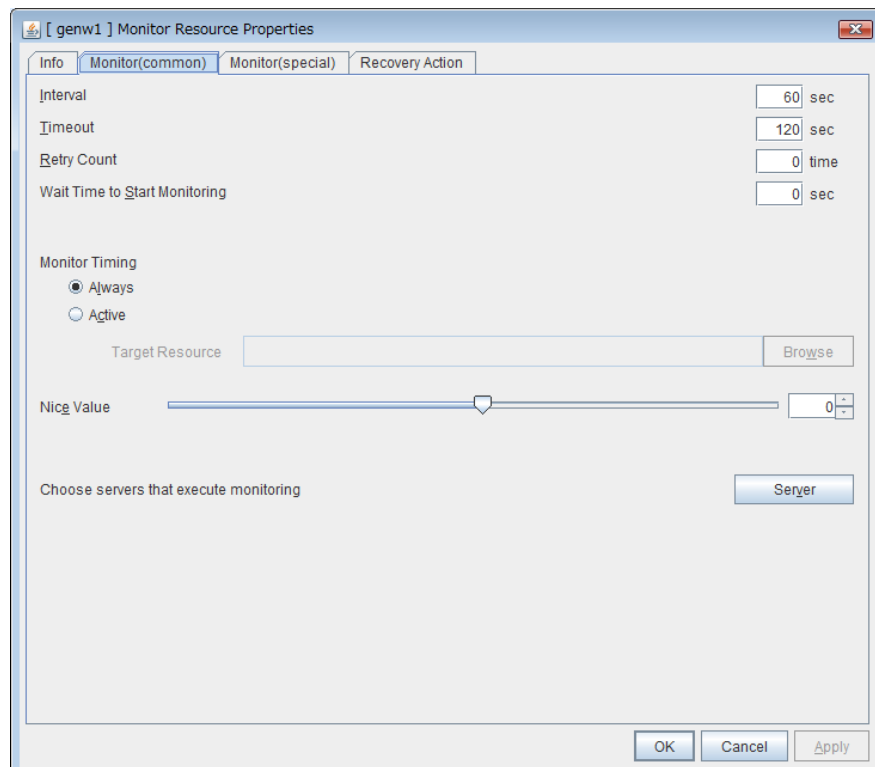 [ genw1 ] Monitor Resource Properties
Info Monitor(common) Monitor(special) Recovery Action
Interval 60 sec
Timeout 120 sec
Retry Count 0 time
Wait Time to Start Monitoring 0 sec
Monitor Timing
Always
Active
Target Resource Browse
Nice Value 0
Choose servers that execute monitoring Server
OK Cancel Apply